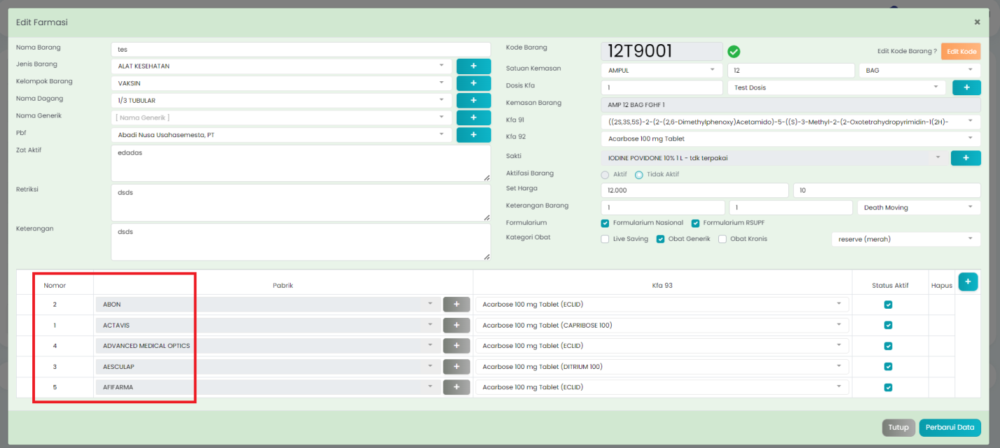 Edit Farmasi ×
Nama Barang tes
Jenis Barang ALAT KESEHATAN +
Kelompok Barang VAKSIN +
Nama Dagang 1/3 TUBULAR +
Nama Generik [ Nama Generik ] +
Pbf Abadi Nusa Usahasemesta, PT +
Zat Aktif edadas
Retriksi dsds
Keterangan dsds
Kode Barang 12T9001 Edit Kode Barang ? Edit Kode
Satuan Kemasan AMPUL 12 BAG
Dosis Kfa 1 Test Dosis +
Kemasan Barang AMP 12 BAG FGHF 1
Kfa 91 ((2S,3S,5S)-2-(2-(2,6-Dimethylphenoxy)Acetamido)-5-((S)-3-Methyl-2-(2-Oxotetrahydropyrimidin-1(2H)-
Kfa 92 Acarbose 100 mg Tablet
Sakti IODINE POVIDONE 10% 1 L - tdk terpakai +
Aktifasi Barang Aktif Tidak Aktif
Set Harga 12.000 10
Keterangan Barang 1 1 Death Moving
Formularium Formularium Nasional Formularium RSUPF
Kategori Obat Live Saving Obat Generik Obat Kronis reserve (merah)
Nomor Pabrik Kfa 93 Status Aktif Hapus +
2 ABON + Acarbose 100 mg Tablet (ECLID)
1 ACTAVIS + Acarbose 100 mg Tablet (CAPRIBOSE 100)
4 ADVANCED MEDICAL OPTICS + Acarbose 100 mg Tablet (ECLID)
3 AESCULAP + Acarbose 100 mg Tablet (DITRIUM 100)
5 AFIFARMA + Acarbose 100 mg Tablet (ECLID)
Tutup Perbarui Data